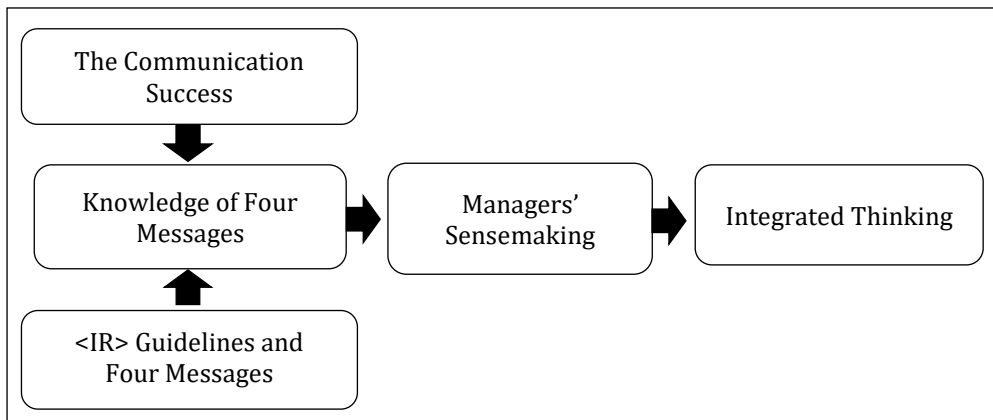 The Communication
Success
Knowledge of Four
Messages
Managers’
Sensemaking
Integrated Thinking
<IR> Guidelines and
Four Messages